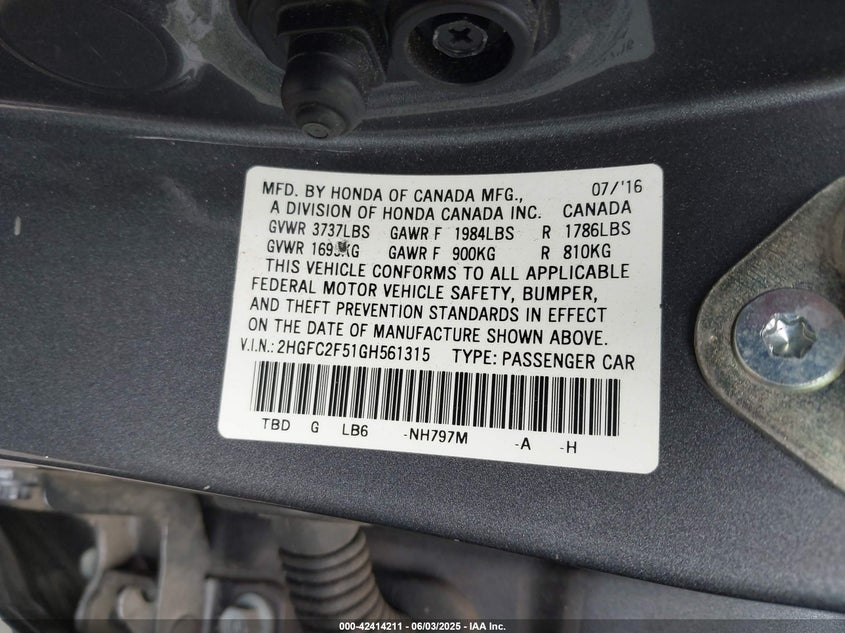 MFD. BY HONDA OF CANADA MFG., 07/'16
A DIVISION OF HONDA CANADA INC. CANADA
GVWR 3737LBS GAWR F 1984LBS R 1786LBS
GVWR GAWR F 900KG R 810KG
THIS VEHICLE CONFORMS TO ALL APPLICABLE
FEDERAL MOTOR VEHICLE SAFETY, BUMPER,
AND THEFT PREVENTION STANDARDS IN EFFECT
ON THE DATE OF MANUFACTURE SHOWN ABOVE.
V.I.N.: 2HGFC2F51GH561315 TYPE: PASSENGER CAR
TBD G LB6 -NH797M -A -H
000-42414211 - 06/03/2025 - IAA Inc.